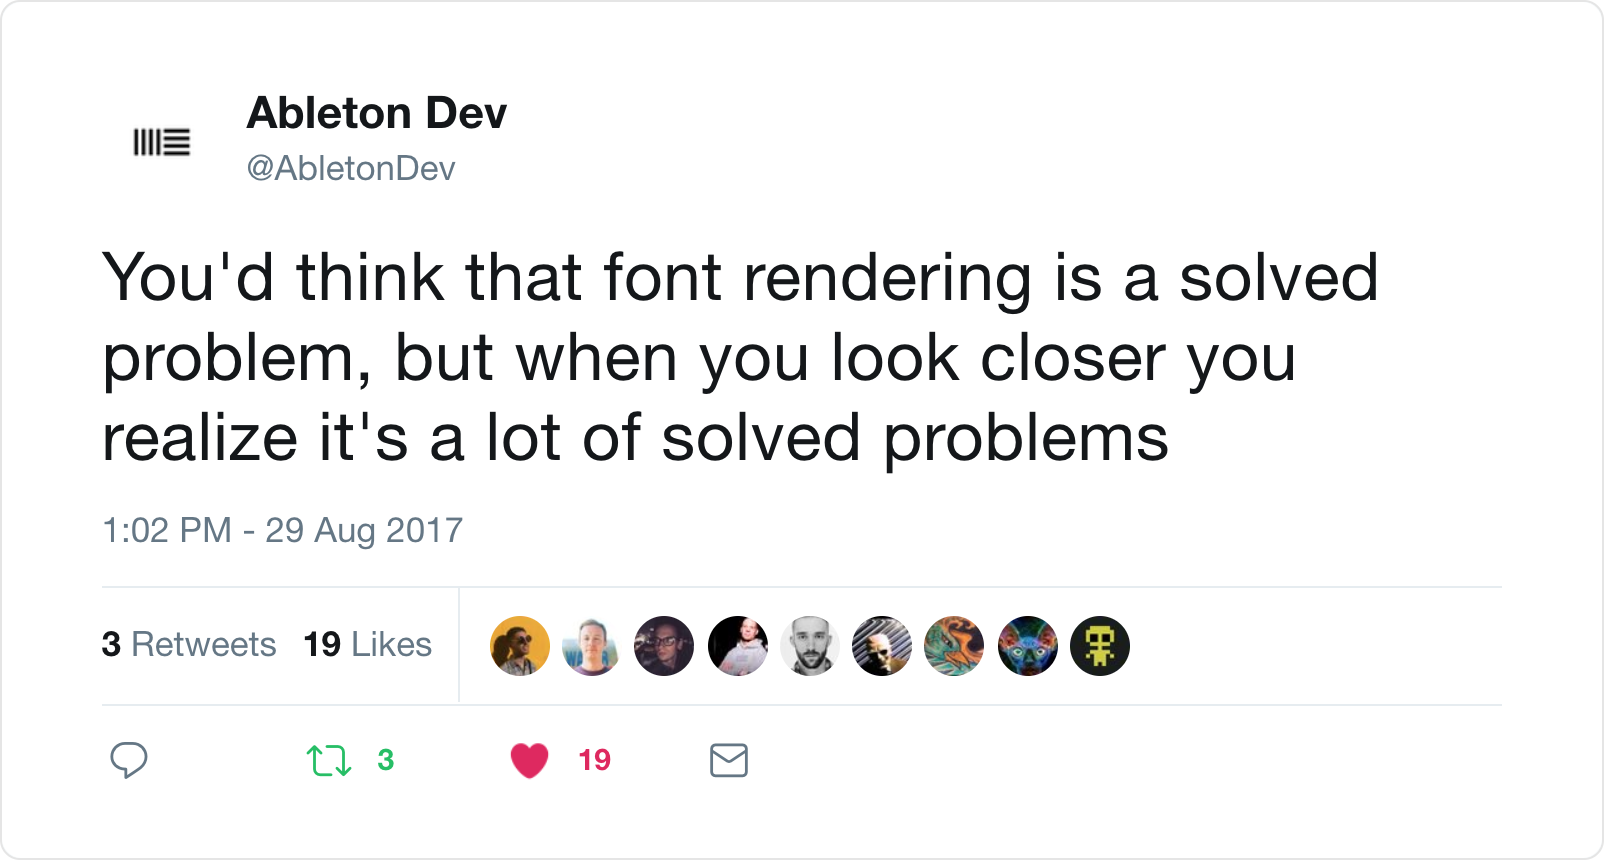 Ableton Dev
@AbletonDev
You'd think that font rendering is a solved
problem, but when you look closer you
realize it's a lot of solved problems
1:02 PM - 29 Aug 2017
3 Retweets 19 Likes
3 19